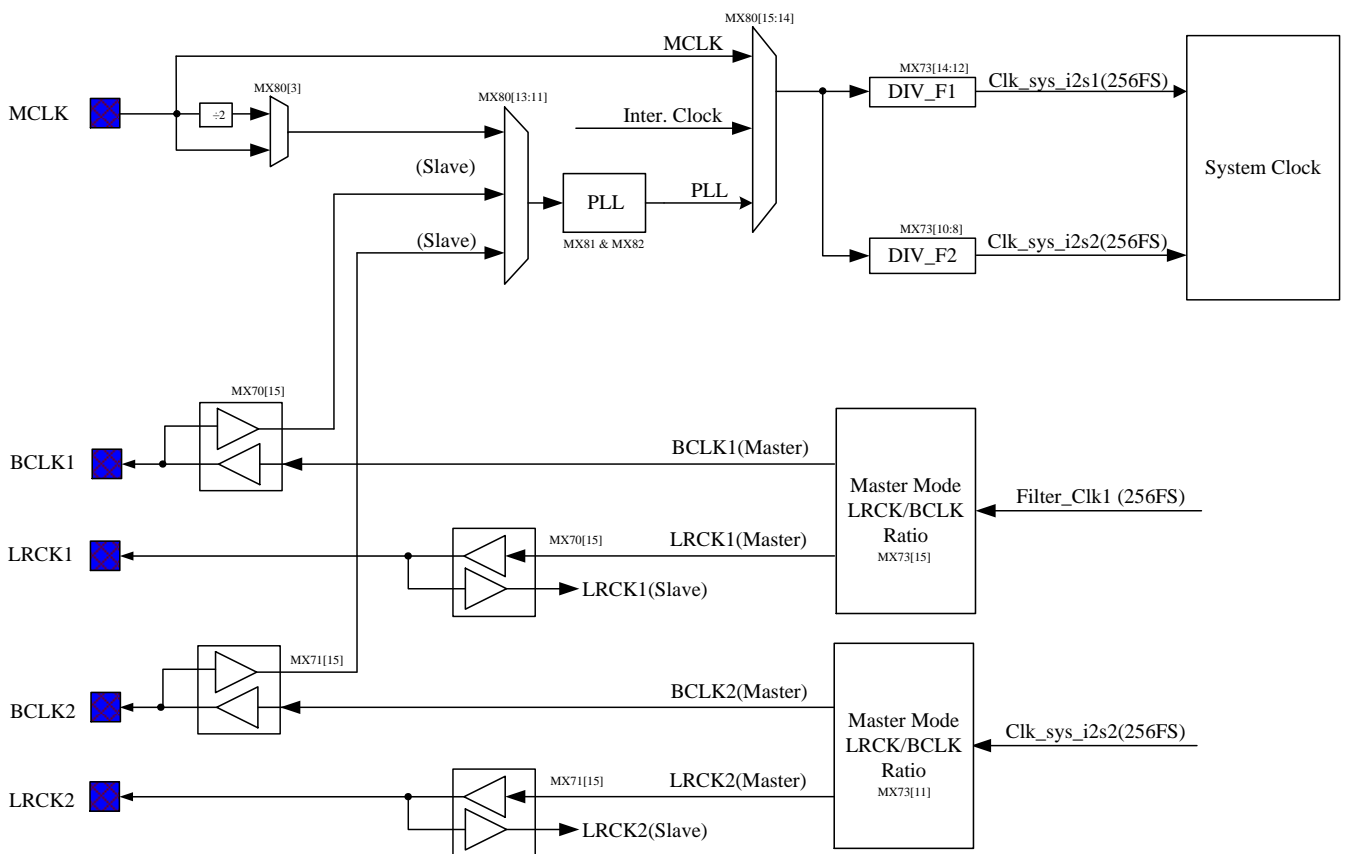 MX80[15:14]
MCLK
MX73[14:12]
Clk_sys_i2s1(256FS)
DIV_F1
MX80[3]
MX80[13:11]
MCLK
÷2
Inter. Clock
System Clock
(Slave)
PLL
PLL
MX81 & MX82
MX73[10:8]
(Slave)
Clk_sys_i2s2(256FS)
DIV_F2
MX70[15]
BCLK1
BCLK1(Master)
Master Mode
LRCK/BCLK
Ratio
MX73[15]
Filter_Clk1 (256FS)
LRCK1
MX70[15]
LRCK1(Master)
LRCK1(Slave)
MX71[15]
BCLK2
BCLK2(Master)
Master Mode
LRCK/BCLK
Ratio
MX73[11]
Clk_sys_i2s2(256FS)
LRCK2
MX71[15]
LRCK2(Master)
LRCK2(Slave)